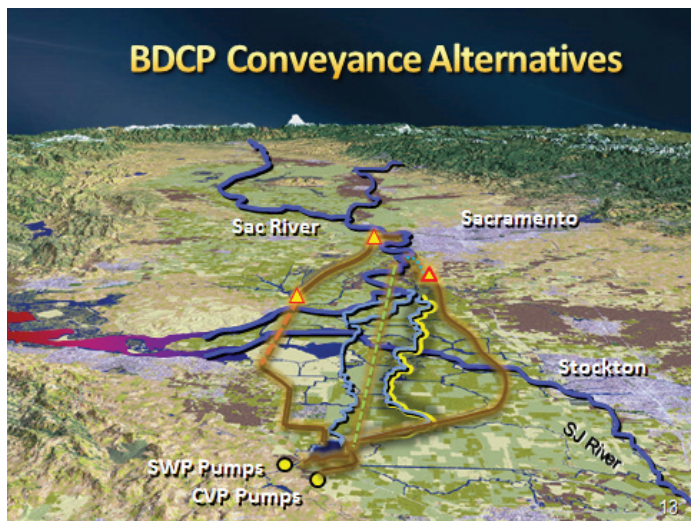 BDCP Conveyance Alternatives
Sac River
Sacramento
Stockton
SJ River
SWP Pumps
CVP Pumps
13